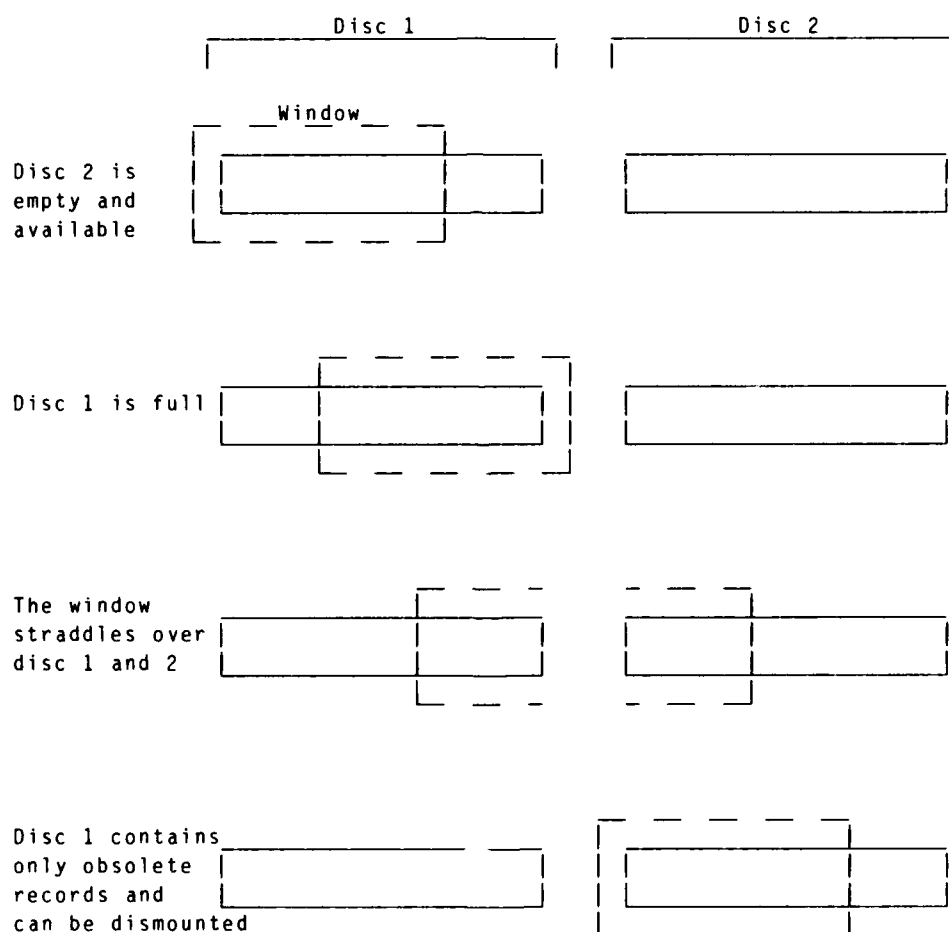 Disc 1 Disc 2
Window
Disc 2 is
empty and
available
Disc 1 is full
The window
straddles over
disc 1 and 2
Disc 1 contains
only obsolete
records and
can be dismounted